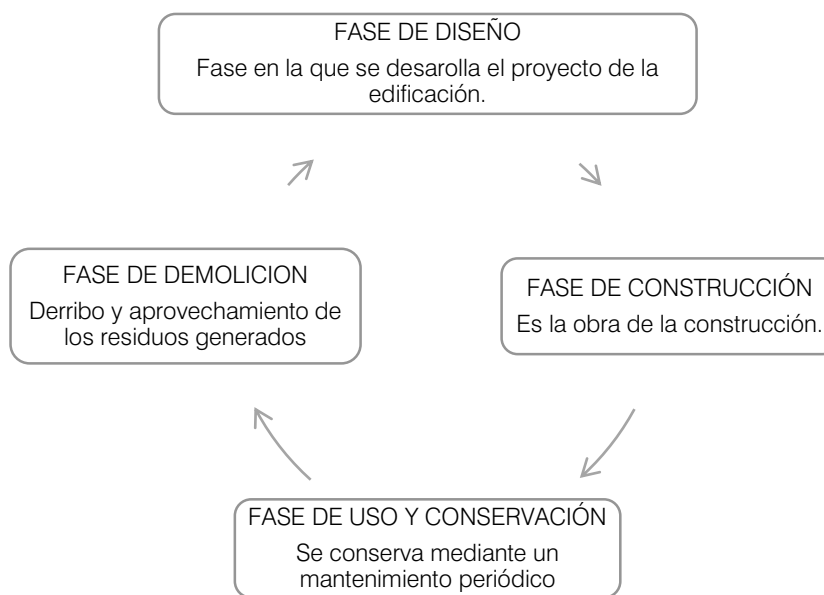 FASE DE DISEÑO
Fase en la que se desarolla el proyecto de la
edificación.
FASE DE DEMOLICION
Derribo y aprovechamiento de
los residuos generados
FASE DE CONSTRUCCIÓN
Es la obra de la construcción.
FASE DE USO Y CONSERVACIÓN
Se conserva mediante un
mantenimiento periódico